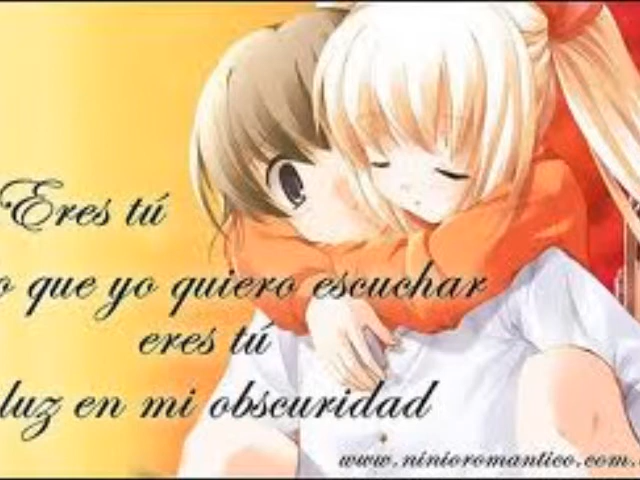 Eres tú
o que yo quiero escuchar
eres tú
luz en mi obscuridad
www.ninioromantico.com.